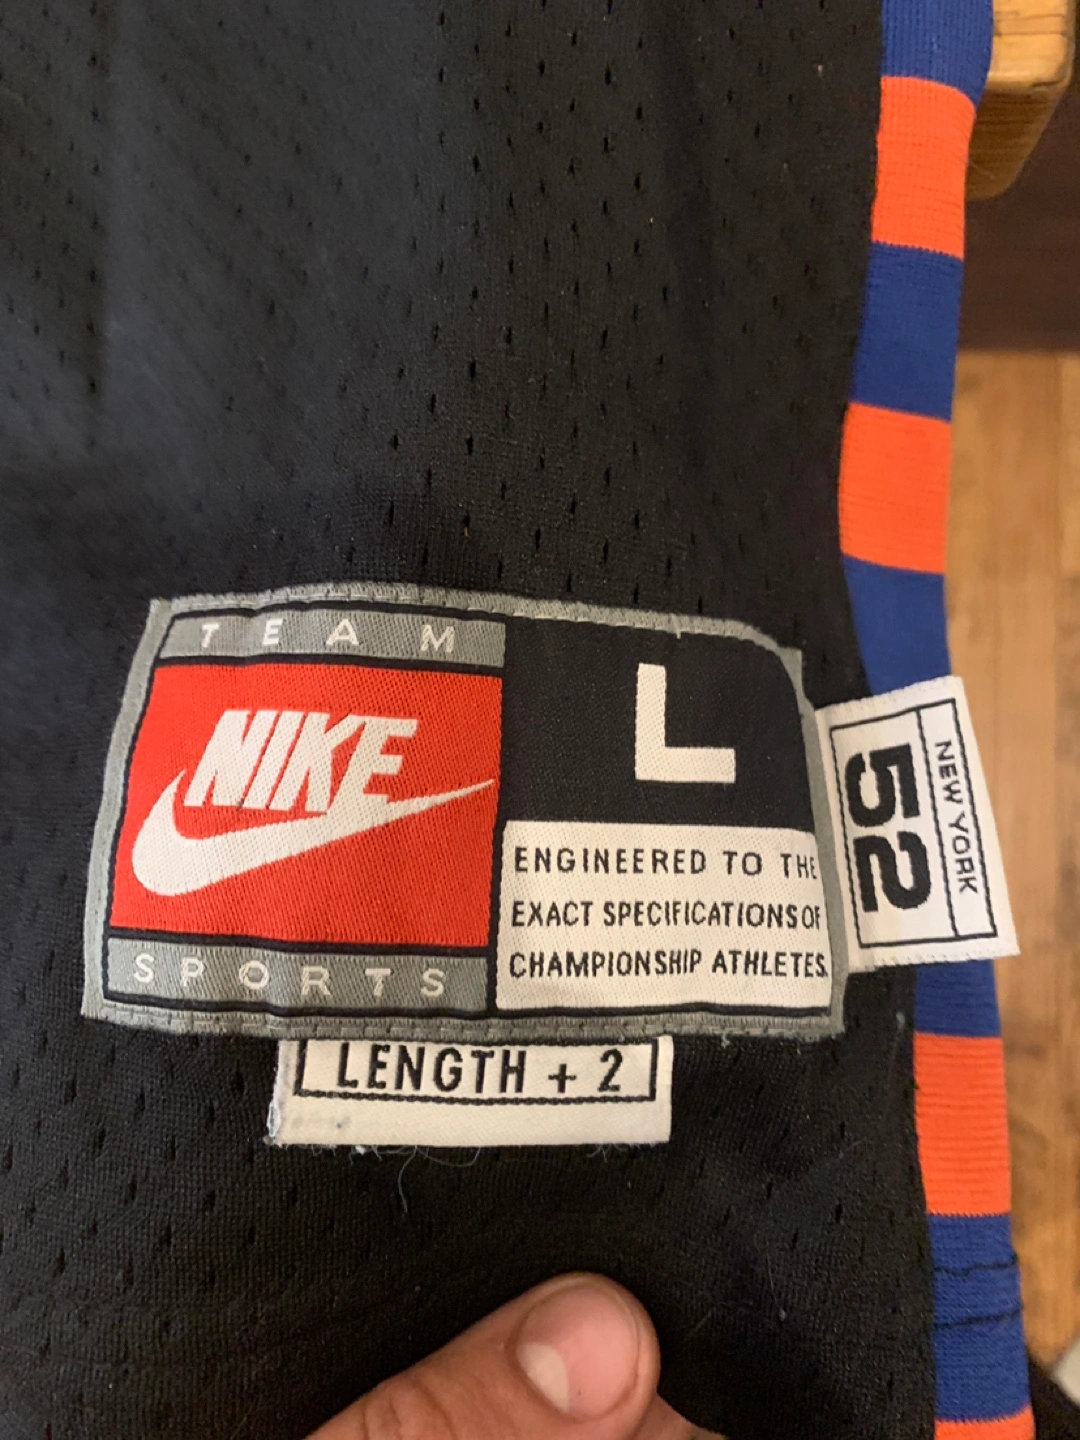 TEAM
NIKE
SPORTS
L
ENGINEERED TO THE
EXACT SPECIFICATIONS OF
CHAMPIONSHIP ATHLETES.
NEW YORK
52
LENGTH + 2